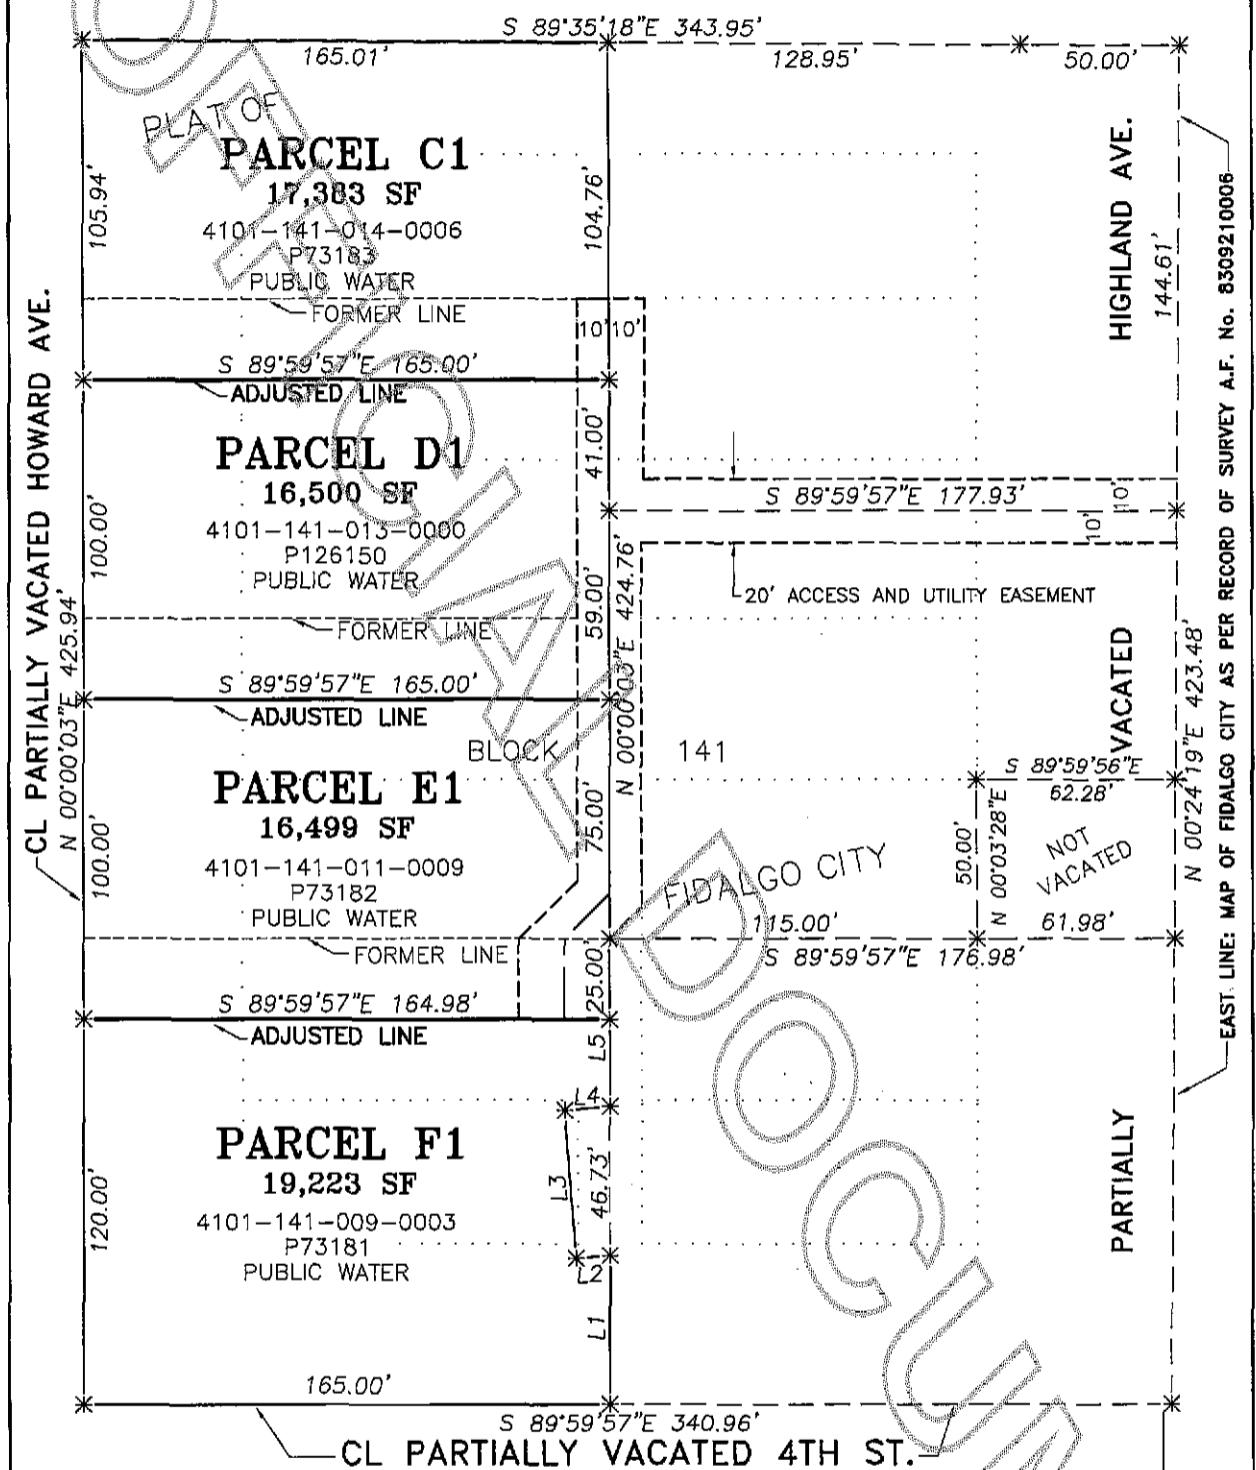 S 89°35'18"E 343.95'
165.01'
128.95'
50.00'
PLAT OF
PARCEL C1
17,383 SF
4101-141-014-0006
P73183
PUBLIC WATER
FORMER LINE
105.94'
104.76'
HIGHLAND AVE.
144.61'
10'
10'
S 89°59'57"E 165.00'
ADJUSTED LINE
PARCEL D1
16,500 SF
4101-141-013-0000
P126150
PUBLIC WATER
FORMER LINE
100.00'
41.00'
59.00'
S 89°59'57"E 177.93'
10'
10'
20' ACCESS AND UTILITY EASEMENT
CL PARTIALLY VACATED HOWARD AVE.
N 00°00'03"E 425.94'
N 00°00'03"E 424.76'
S 89°59'57"E 165.00'
ADJUSTED LINE
BLOCK
141
VACATED
N 00°24'19"E 423.48'
EAST LINE: MAP OF FIDALGO CITY AS PER RECORD OF SURVEY A.F. No. 8309210006
PARCEL E1
16,499 SF
4101-141-011-0009
P73182
PUBLIC WATER
FORMER LINE
100.00'
75.00'
S 89°59'56"E
62.28'
50.00'
N 00°03'28"E
NOT
VACATED
FIDALGO CITY
115.00'
61.98'
S 89°59'57"E 176.98'
25.00'
S 89°59'57"E 164.98'
ADJUSTED LINE
L5
L4
PARCEL F1
19,223 SF
4101-141-009-0003
P73181
PUBLIC WATER
120.00'
L3
46.73'
L2
L1
PARTIALLY
165.00'
S 89°59'57"E 340.96'
CL PARTIALLY VACATED 4TH ST.
OFFICIAL DOCUM